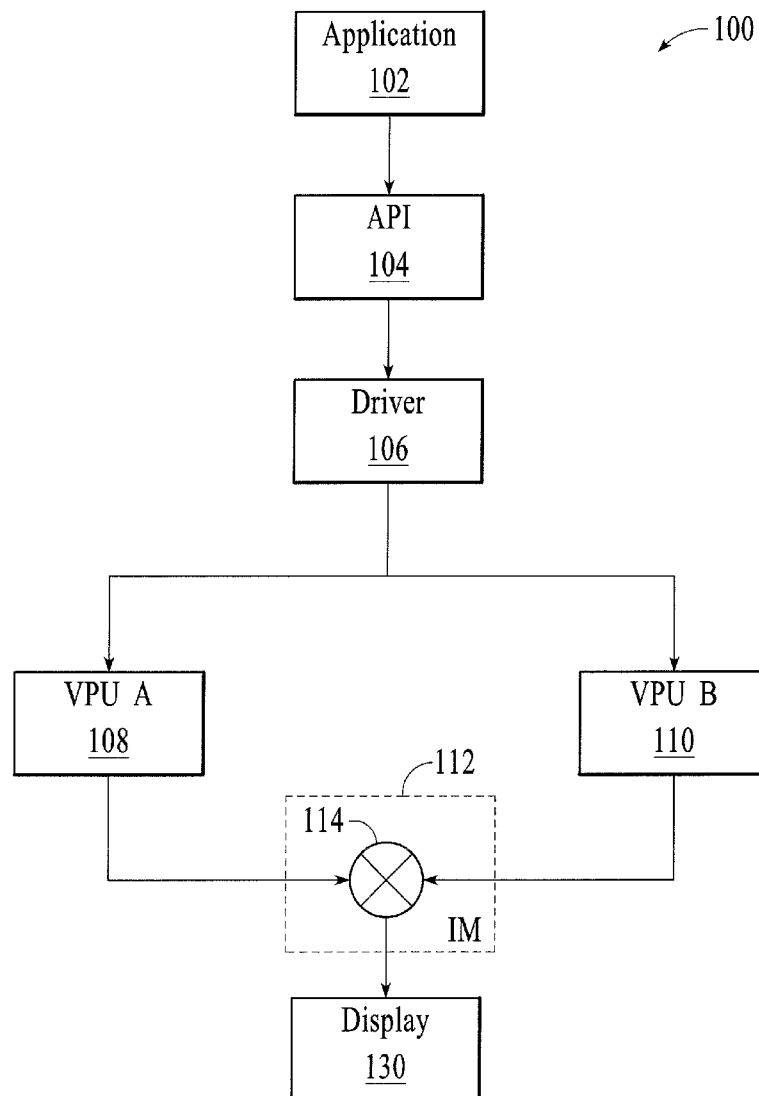 Application
102
100
API
104
Driver
106
VPU A
108
VPU B
110
112
114
IM
Display
130